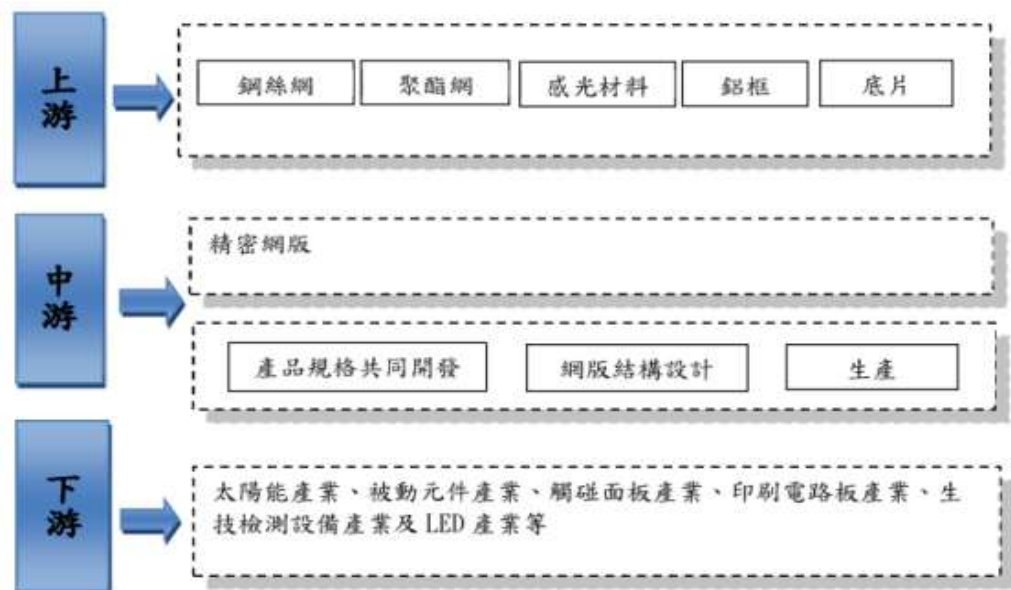 上游
鋼絲網
聚酯網
感光材料
鋁框
底片
中游
精密網版
產品規格共同開發
網版結構設計
生產
下游
太陽能產業、被動元件產業、觸碰面板產業、印刷電路板產業、生
技檢測設備產業及 LED 產業等